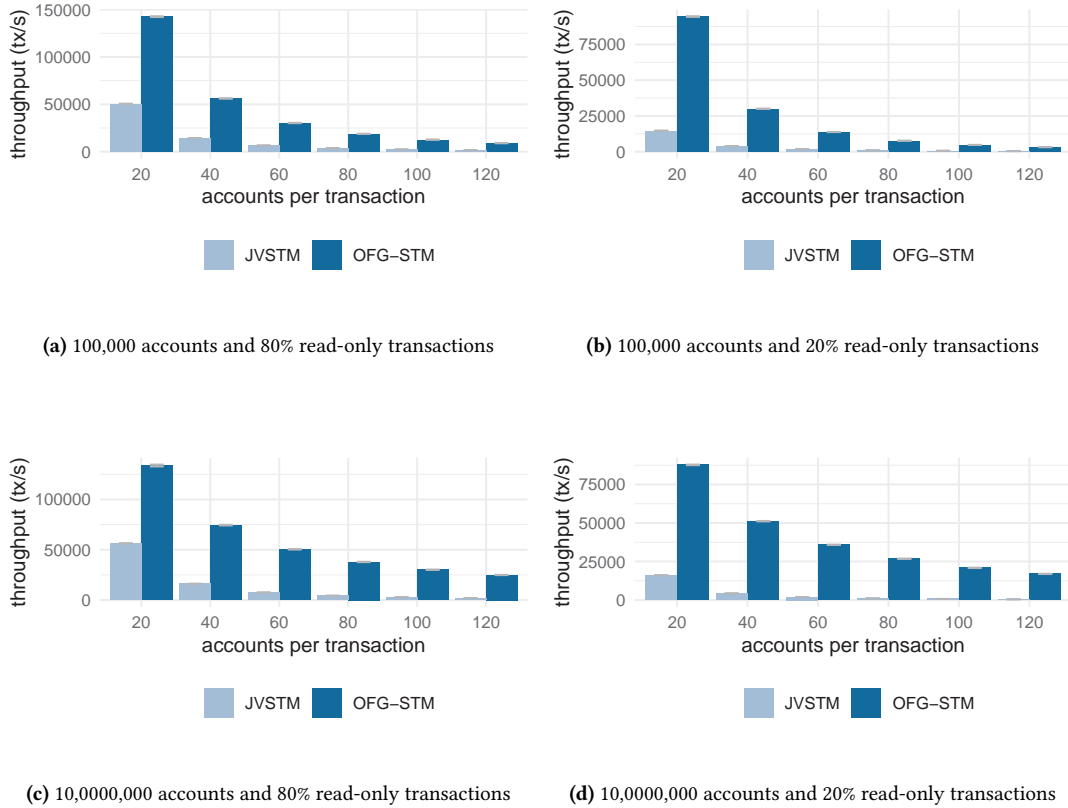 throughput (tx/s)
150000
100000
50000
0
20 40 60 80 100 120
accounts per transaction
JVSTM OFG−STM
(a) 100,000 accounts and 80% read-only transactions
throughput (tx/s)
75000
50000
25000
0
20 40 60 80 100 120
accounts per transaction
JVSTM OFG−STM
(b) 100,000 accounts and 20% read-only transactions
throughput (tx/s)
100000
50000
0
20 40 60 80 100 120
accounts per transaction
JVSTM OFG−STM
(c) 10,0000,000 accounts and 80% read-only transactions
throughput (tx/s)
75000
50000
25000
0
20 40 60 80 100 120
accounts per transaction
JVSTM OFG−STM
(d) 10,0000,000 accounts and 20% read-only transactions